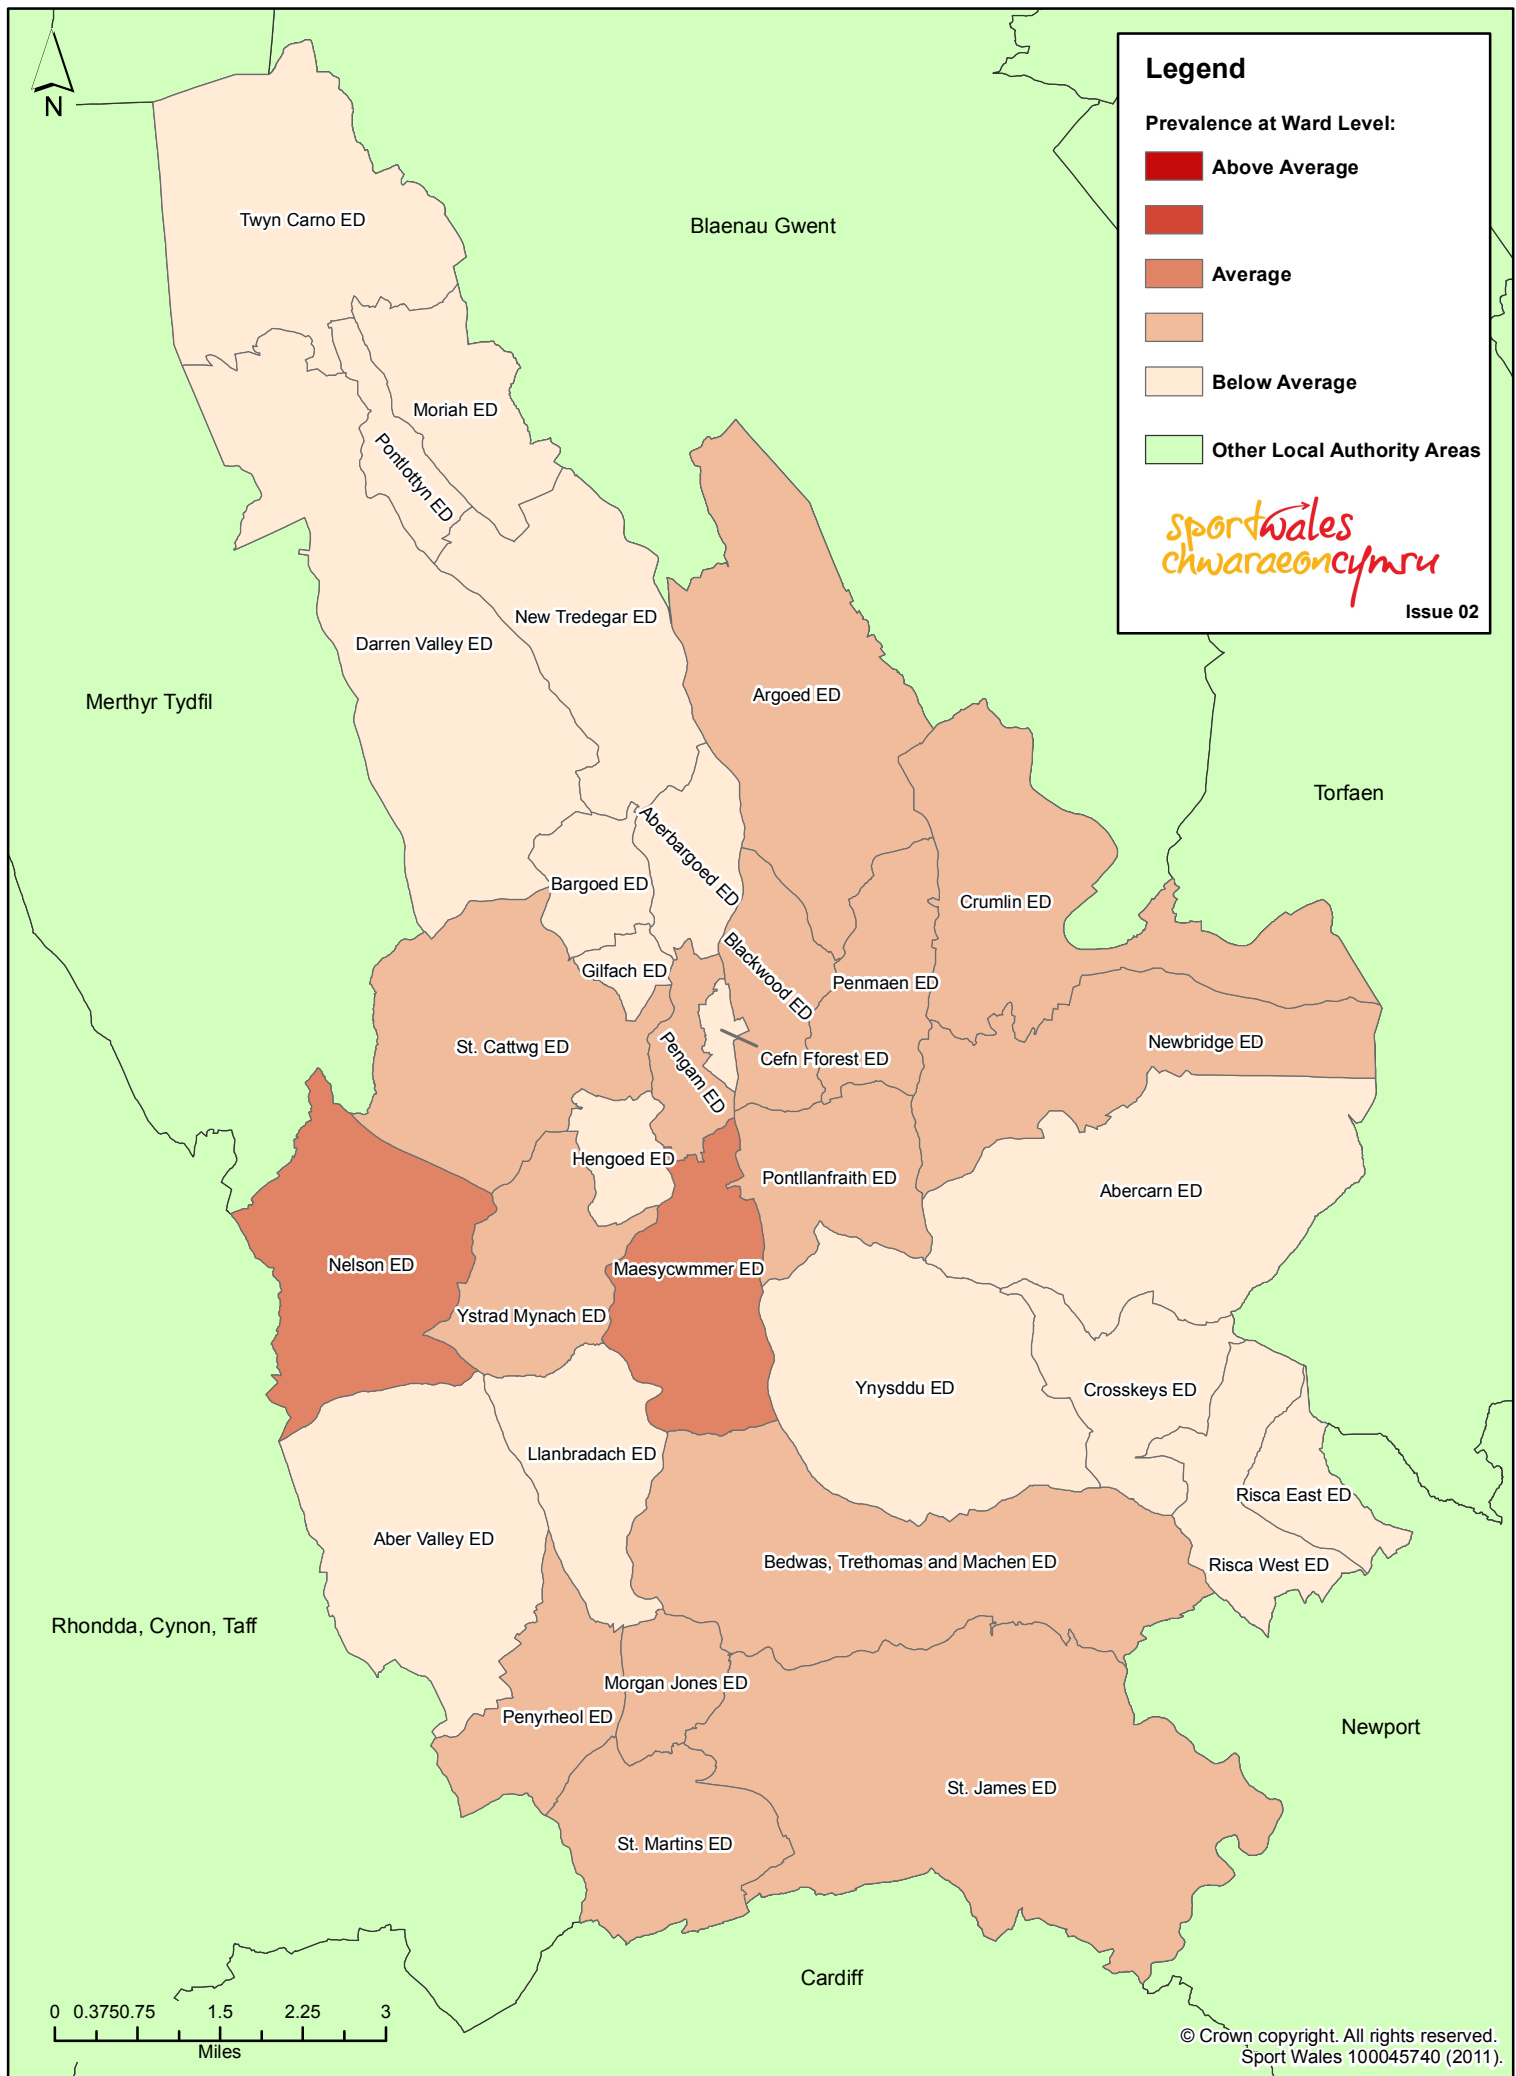 N
Legend
Prevalence at Ward Level:
Above Average
Average
Below Average
Other Local Authority Areas
sportwales
chwaraeoncymru
Issue 02
Twyn Carno ED
Blaenau Gwent
Moriah ED
Pontlottyn ED
New Tredegar ED
Darren Valley ED
Merthyr Tydfil
Argoed ED
Torfaen
Aberbargoed ED
Bargoed ED
Crumlin ED
Gilfach ED
Blackwood ED
Penmaen ED
St. Cattwg ED
Pengam ED
Cefn Fforest ED
Newbridge ED
Hengoed ED
Pontllanfraith ED
Abercarn ED
Nelson ED
Maesycwmmer ED
Ystrad Mynach ED
Ynysddu ED
Crosskeys ED
Llanbradach ED
Risca East ED
Aber Valley ED
Bedwas, Trethomas and Machen ED
Risca West ED
Rhondda, Cynon, Taff
Morgan Jones ED
Penyrheol ED
Newport
St. James ED
St. Martins ED
Cardiff
0 0.375 0.75 1.5 2.25 3
Miles
© Crown copyright. All rights reserved.
Sport Wales 100045740 (2011).